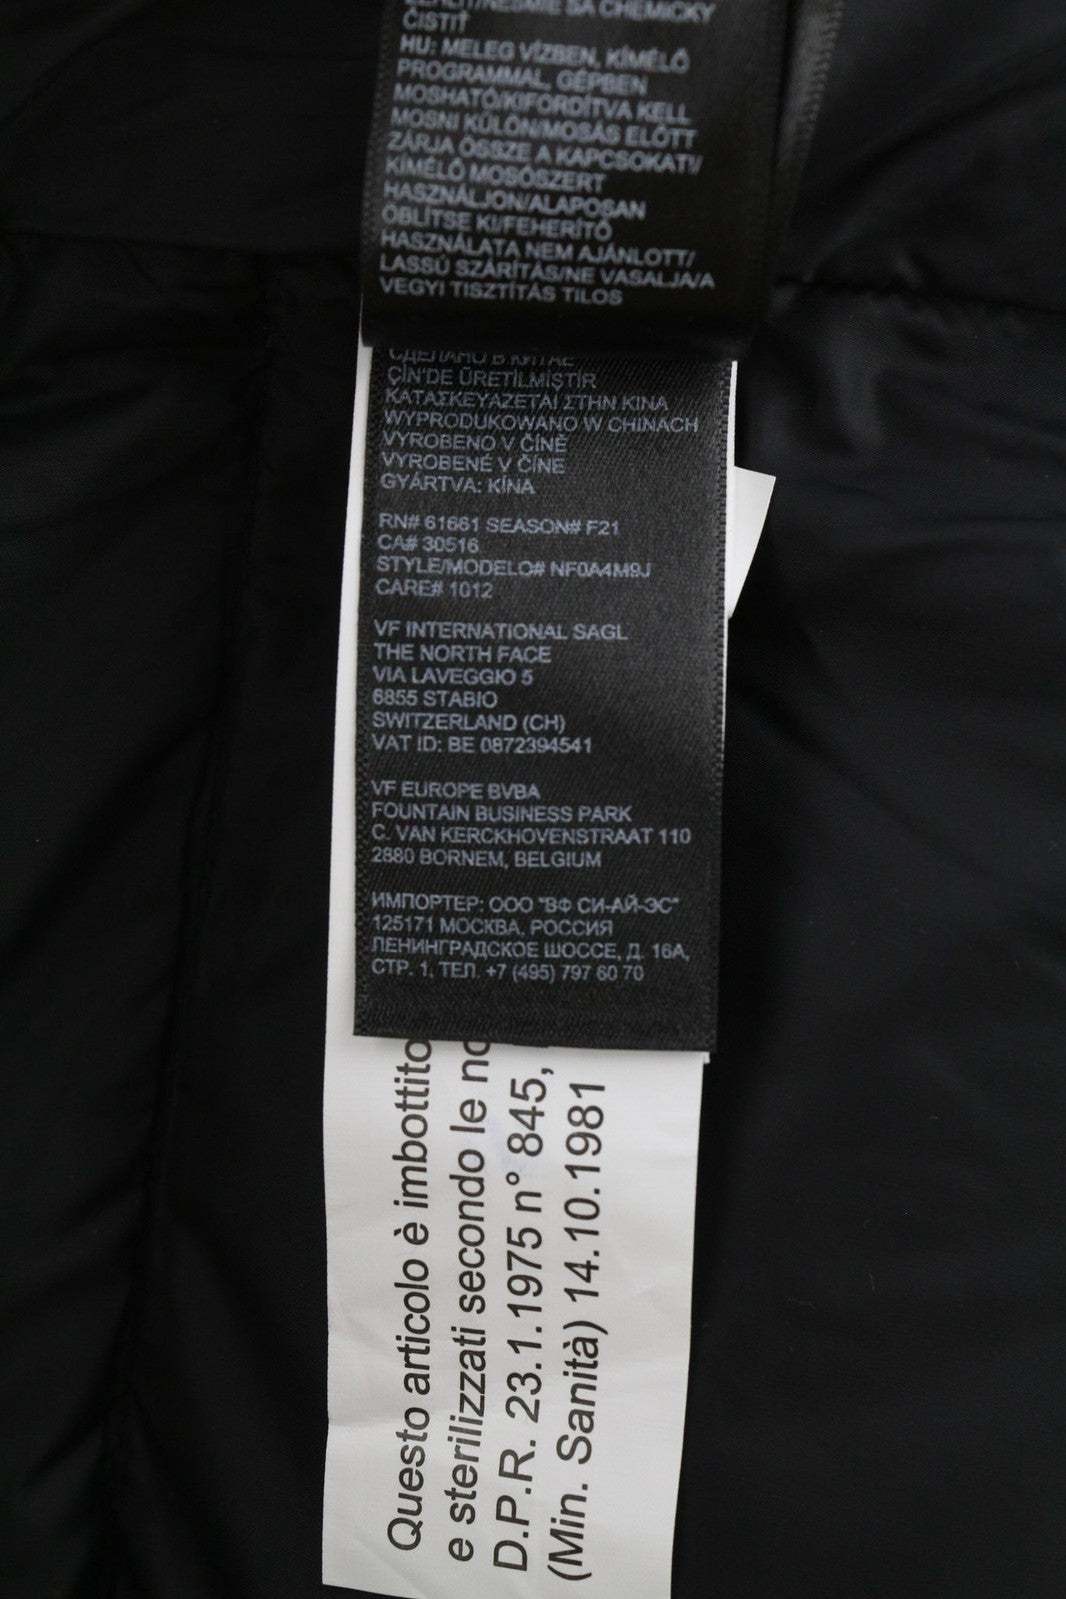 ČISTIŤ
HU: MELEG VÍZBEN, KÍMÉLŐ
PROGRAMMAL, GÉPBEN
MOSHATÓ/KIFORDÍTVA KELL
MOSNI KÜLÖN/MOSÁS ELŐTT
ZÁRJA ÖSSZE A KAPCSOKAT//
KÍMÉLŐ MOSÓSZERT
HASZNÁLJON/ALAPOSAN
ÖBLÍTSE KI/FEHÉRÍTŐ
HASZNÁLATA NEM AJÁNLOTT/
LASSÚ SZÁRÍTÁS/NE VASALJA/A
VEGYI TISZTÍTÁS TILOS
СДЕЛАНО В КИТАЕ
ÇİN'DE ÜRETİLMİŞTİR
ΚΑΤΑΣΚΕΥΑΖΕΤΑΙ ΣΤΗΝ ΚΙΝΑ
WYPRODUKOWANO W CHINACH
VYROBENO V ČÍNĚ
VYROBENÉ V ČÍNE
GYÁRTVA: KÍNA
RN# 61661 SEASON# F21
CA# 30516
STYLE/MODELO# NF0A4M9J
CARE# 1012
VF INTERNATIONAL SAGL
THE NORTH FACE
VIA LAVEGGIO 5
6855 STABIO
SWITZERLAND (CH)
VAT ID: BE 0872394541
VF EUROPE BVBA
FOUNTAIN BUSINESS PARK
C. VAN KERCKHOVENSTRAAT 110
2880 BORNEM, BELGIUM
ИМПОРТЕР: ООО "ВФ СИ-АЙ-ЭС"
125171 МОСКВА, РОССИЯ
ЛЕНИНГРАДСКОЕ ШОССЕ, Д. 16А,
СТР. 1, ТЕЛ. +7 (495) 797 60 70
Questo articolo è imbottito
e sterilizzati secondo le
D.P.R. 23.1.1975 n° 845,
(Min. Sanità) 14.10.1981